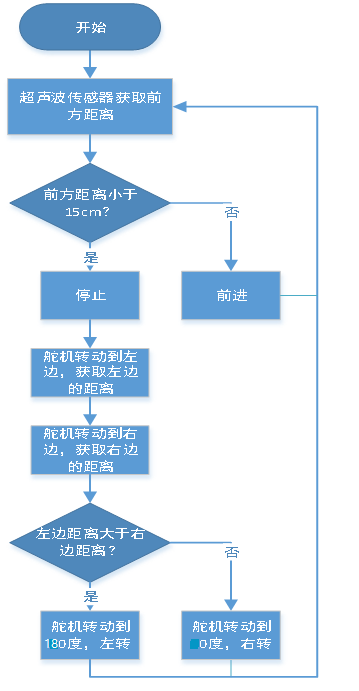 开始
超声波传感器获取前
方距离
前方距离小于
15cm?
否
是
停止
前进
舵机转动到左
边，获取左边
的距离
舵机转动到右
边，获取右边
的距离
左边距离大于右
边距离?
否
是
舵机转动到
180度，左转
舵机转动到
0度，右转